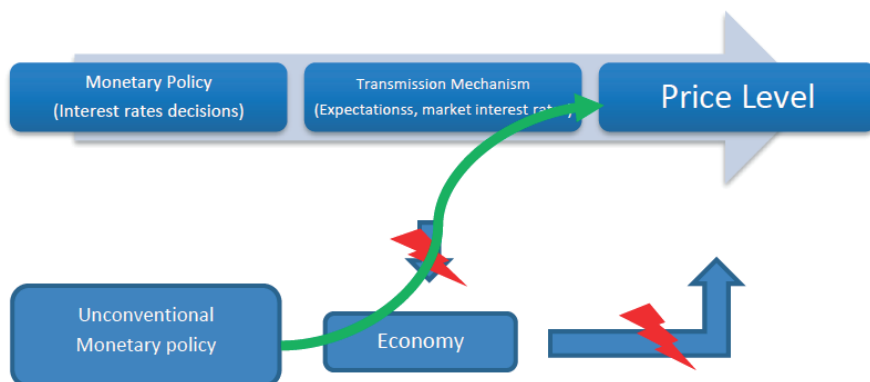 Monetary Policy
(Interest rates decisions)
Transmission Mechanism
(Expectationss, market interest
Price Level
Unconventional
Monetary policy
Economy